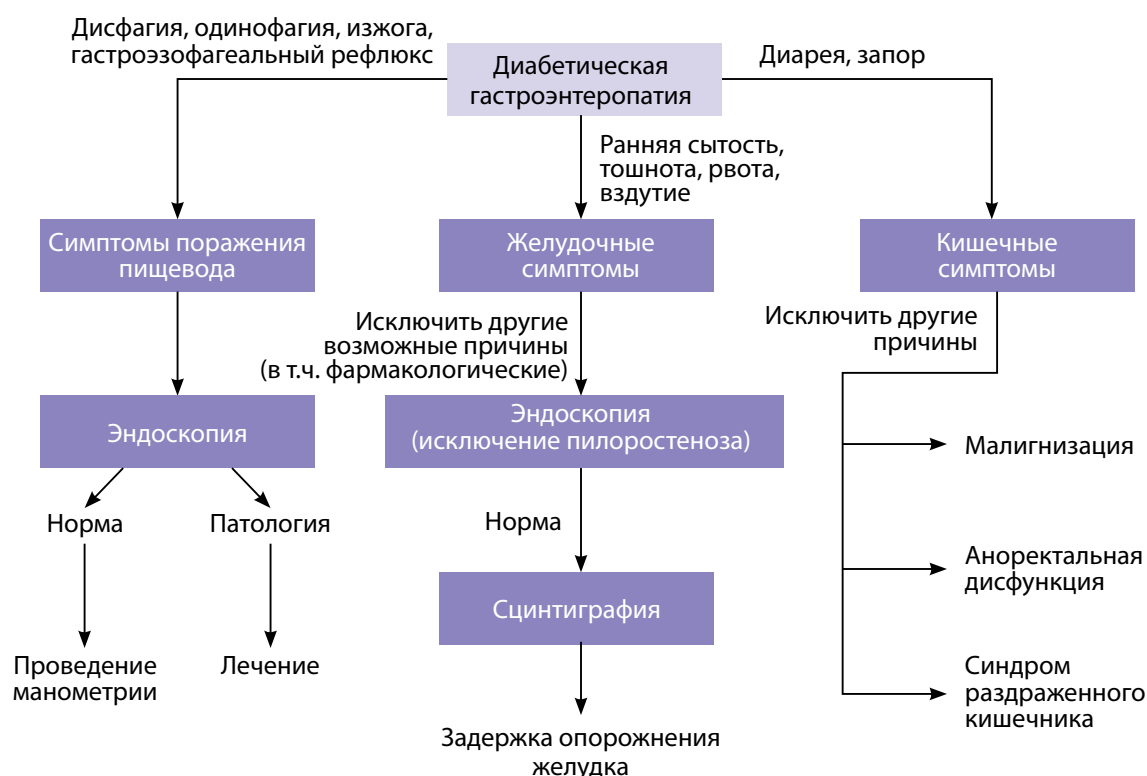 Дисфагия, одинофагия, изжога,
гастроэзофагеальный рефлюкс
Диабетическая
гастроэнтеропатия
Диарея, запор
Ранняя сытость,
тошнота, рвота,
вздутие
Симптомы поражения
пищевода
Желудочные
симптомы
Кишечные
симптомы
Исключить другие
возможные причины
(в т.ч. фармакологические)
Исключить другие
причины
Эндоскопия
Эндоскопия
(исключение пилоростеноза)
Малигнизация
Норма
Патология
Норма
Аноректальная
дисфункция
Сцинтиграфия
Проведение
манометрии
Лечение
Синдром
раздраженного
кишечника
Задержка опорожнения
желудка